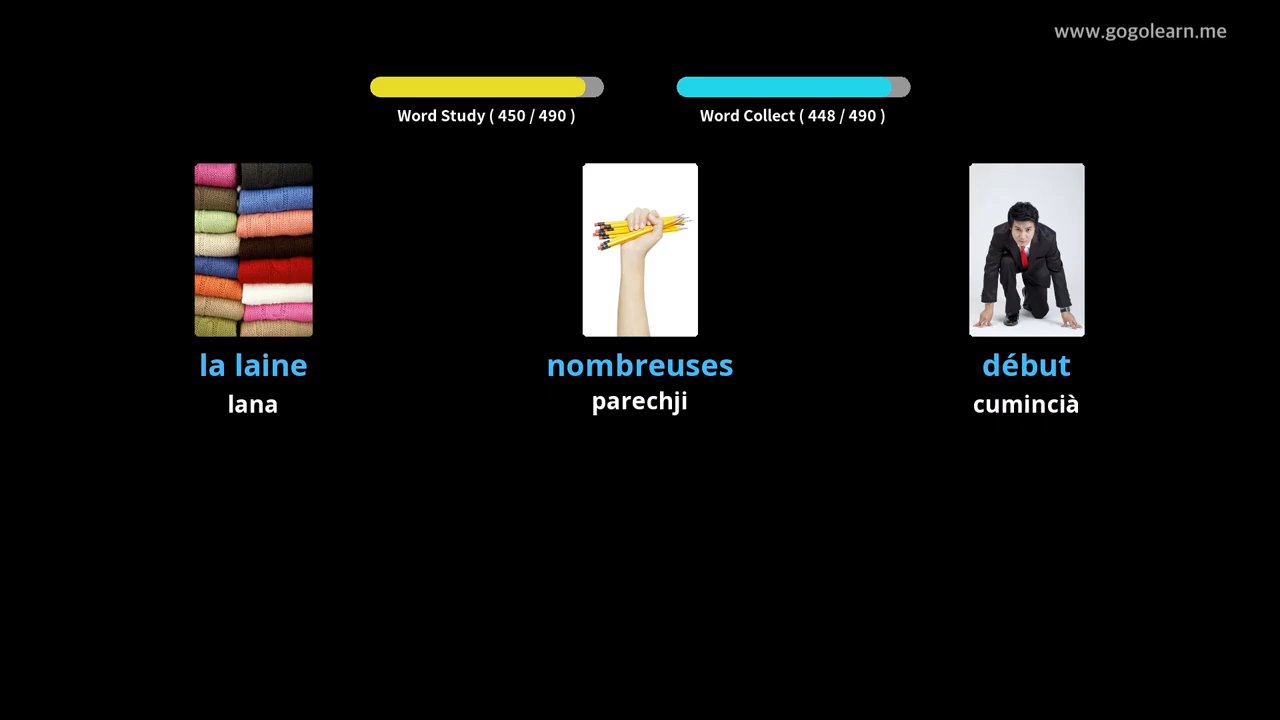 www.gogolearn.me
Word Study ( 450 / 490 )
Word Collect ( 448 / 490 )
la laine
nombreuses
début
lana
parechji
cumincià